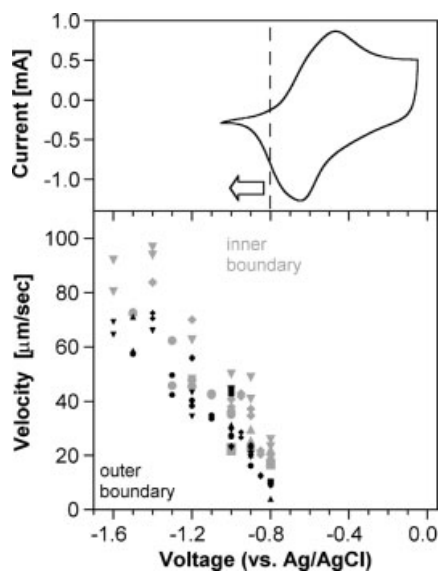 1.0
0.5
0.0
-0.5
-1.0
Current [mA]
100
80
60
40
20
0
Velocity [μm/sec]
inner
boundary
outer
boundary
-1.6 -1.2 -0.8 -0.4 0.0
Voltage (vs. Ag/AgCl)